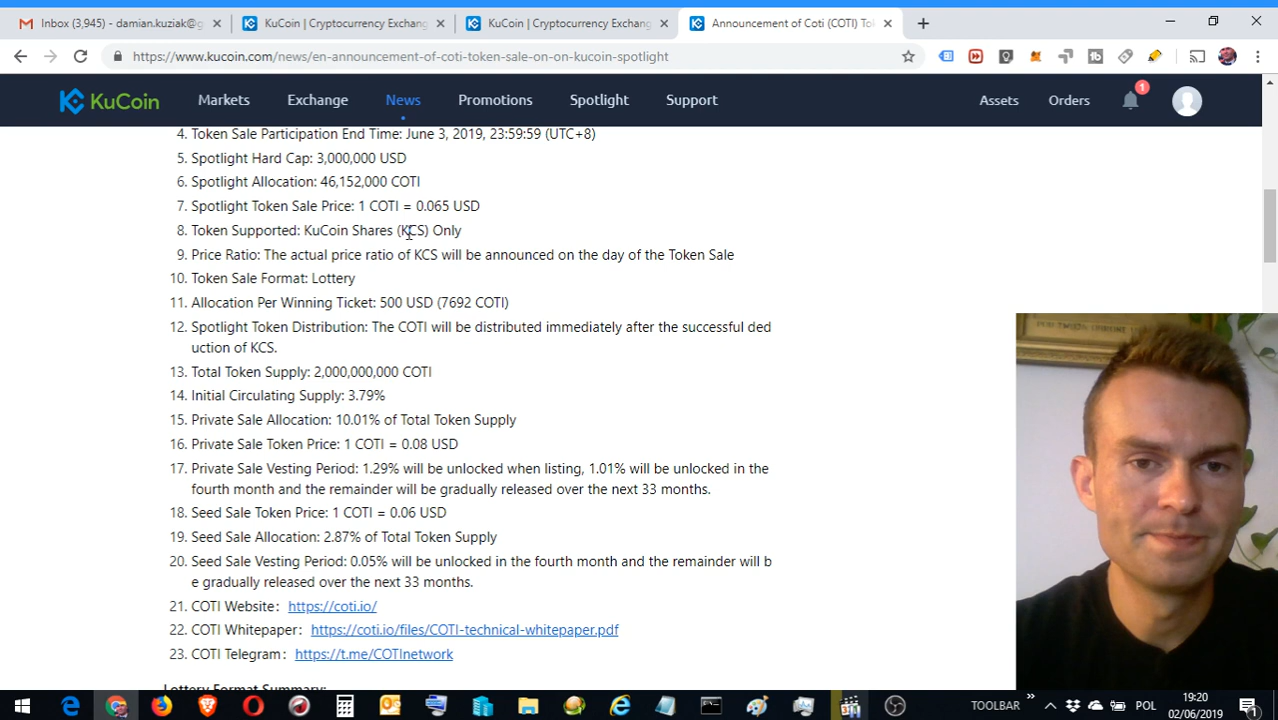 Inbox (3,945) - damian.kuziak@g
KuCoin | Cryptocurrency Exchang
KuCoin | Cryptocurrency Exchang
Announcement of Coti (COTI) Tok
https://www.kucoin.com/news/en-announcement-of-coti-token-sale-on-on-kucoin-spotlight
KuCoin
Markets
Exchange
News
Promotions
Spotlight
Support
Assets
Orders
1
4. Token Sale Participation End Time: June 3, 2019, 23:59:59 (UTC+8)
5. Spotlight Hard Cap: 3,000,000 USD
6. Spotlight Allocation: 46,152,000 COTI
7. Spotlight Token Sale Price: 1 COTI = 0.065 USD
8. Token Supported: KuCoin Shares (KCS) Only
9. Price Ratio: The actual price ratio of KCS will be announced on the day of the Token Sale
10. Token Sale Format: Lottery
11. Allocation Per Winning Ticket: 500 USD (7692 COTI)
12. Spotlight Token Distribution: The COTI will be distributed immediately after the successful ded
uction of KCS.
13. Total Token Supply: 2,000,000,000 COTI
14. Initial Circulating Supply: 3.79%
15. Private Sale Allocation: 10.01% of Total Token Supply
16. Private Sale Token Price: 1 COTI = 0.08 USD
17. Private Sale Vesting Period: 1.29% will be unlocked when listing, 1.01% will be unlocked in the
fourth month and the remainder will be gradually released over the next 33 months.
18. Seed Sale Token Price: 1 COTI = 0.06 USD
19. Seed Sale Allocation: 2.87% of Total Token Supply
20. Seed Sale Vesting Period: 0.05% will be unlocked in the fourth month and the remainder will b
e gradually released over the next 33 months.
21. COTI Website: https://coti.io/
22. COTI Whitepaper: https://coti.io/files/COTI-technical-whitepaper.pdf
23. COTI Telegram: https://t.me/COTInetwork
Lottery Format Summary:
TOOLBAR
POL
19:20
02/06/2019
1